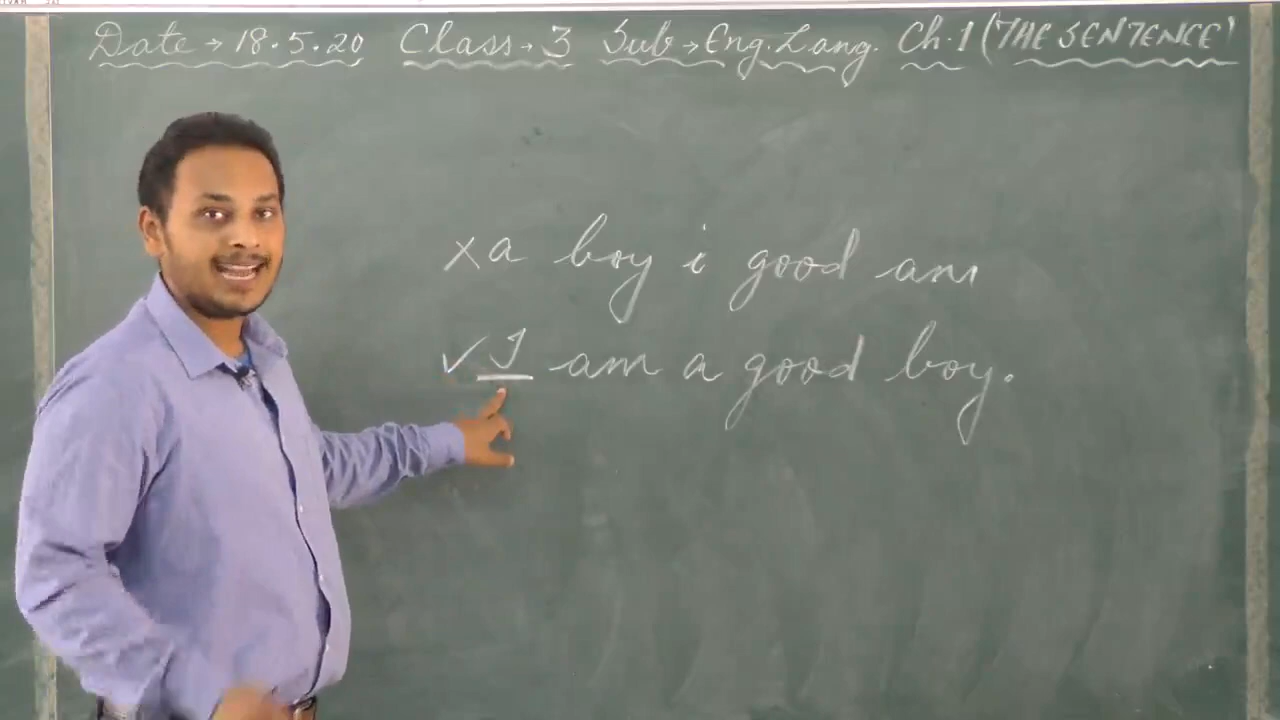 Date → 18.5.20 Class → 3 Sub → Eng. Lang. Ch. 1 (THE SENTENCE)
× a boy i good am
✓ I am a good boy.